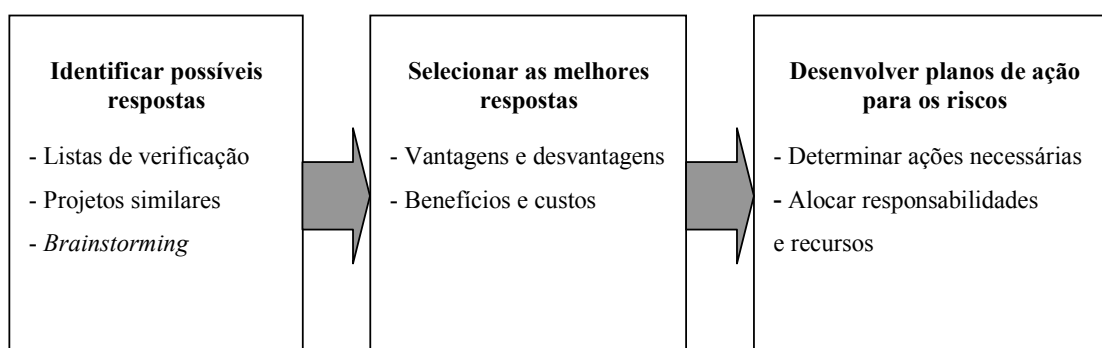 Identificar possíveis
respostas
- Listas de verificação
- Projetos similares
- Brainstorming
Selecionar as melhores
respostas
- Vantagens e desvantagens
- Benefícios e custos
Desenvolver planos de ação
para os riscos
- Determinar ações necessárias
- Alocar responsabilidades
e recursos